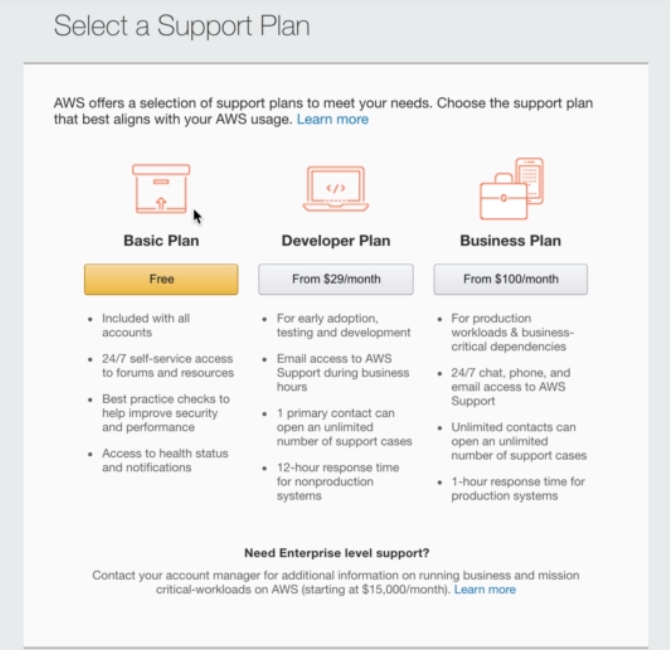 Select a Support Plan
AWS offers a selection of support plans to meet your needs. Choose the support plan
that best aligns with your AWS usage. Learn more
</>
Basic Plan
Free
• Included with all
accounts
• 24/7 self-service access
to forums and resources
• Best practice checks to
help improve security
and performance
• Access to health status
and notifications
Developer Plan
From $29/month
• For early adoption,
testing and development
• Email access to AWS
Support during business
hours
• 1 primary contact can
open an unlimited
number of support cases
• 12-hour response time
for nonproduction
systems
Business Plan
From $100/month
• For production
workloads & business-
critical dependencies
• 24/7 chat, phone, and
email access to AWS
Support
• Unlimited contacts can
open an unlimited
number of support cases
• 1-hour response time for
production systems
Need Enterprise level support?
Contact your account manager for additional information on running business and mission
critical-workloads on AWS (starting at $15,000/month). Learn more